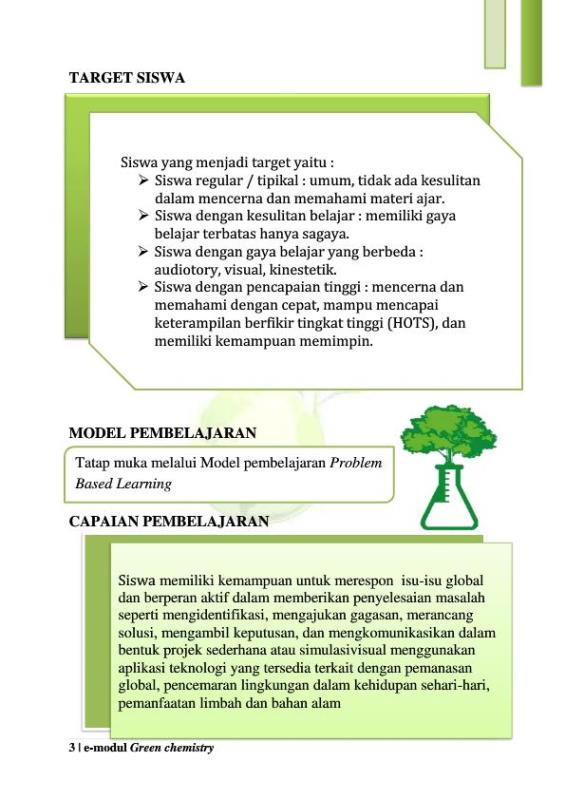 TARGET SISWA
Siswa yang menjadi target yaitu :
➢ Siswa regular / tipikal : umum, tidak ada kesulitan
dalam mencerna dan memahami materi ajar.
➢ Siswa dengan kesulitan belajar : memiliki gaya
belajar terbatas hanya sagaya.
➢ Siswa dengan gaya belajar yang berbeda :
audiotory, visual, kinestetik.
➢ Siswa dengan pencapaian tinggi : mencerna dan
memahami dengan cepat, mampu mencapai
keterampilan berfikir tingkat tinggi (HOTS), dan
memiliki kemampuan memimpin.
MODEL PEMBELAJARAN
Tatap muka melalui Model pembelajaran Problem
Based Learning
CAPAIAN PEMBELAJARAN
Siswa memiliki kemampuan untuk merespon isu-isu global
dan berperan aktif dalam memberikan penyelesaian masalah
seperti mengidentifikasi, mengajukan gagasan, merancang
solusi, mengambil keputusan, dan mengkomunikasikan dalam
bentuk projek sederhana atau simulasivisual menggunakan
aplikasi teknologi yang tersedia terkait dengan pemanasan
global, pencemaran lingkungan dalam kehidupan sehari-hari,
pemanfaatan limbah dan bahan alam
3 | e-modul Green chemistry